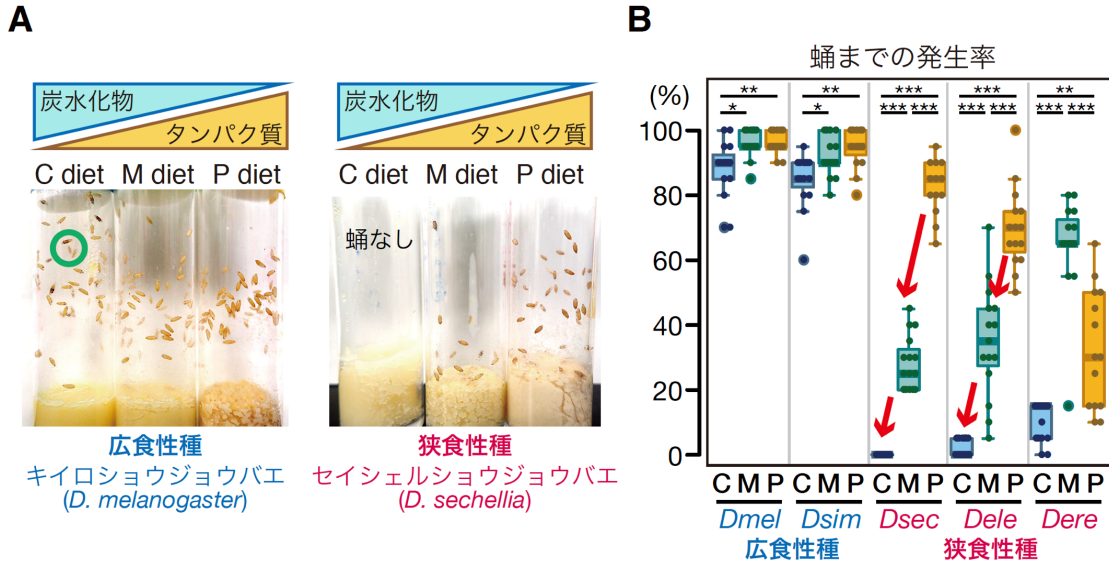 A
炭水化物
タンパク質
C diet M diet P diet
広食性種
キイロショウジョウバエ
(D. melanogaster)
炭水化物
タンパク質
C diet M diet P diet
蛹なし
狭食性種
セイシェルショウジョウバエ
(D. sechellia)
B
蛹までの発生率
(%)
** ** *** *** **
* * *** *** *** *** *** ***
100
80
60
40
20
0
C M P C M P C M P C M P C M P
Dmel Dsim Dsec Dele Dere
広食性種 狭食性種